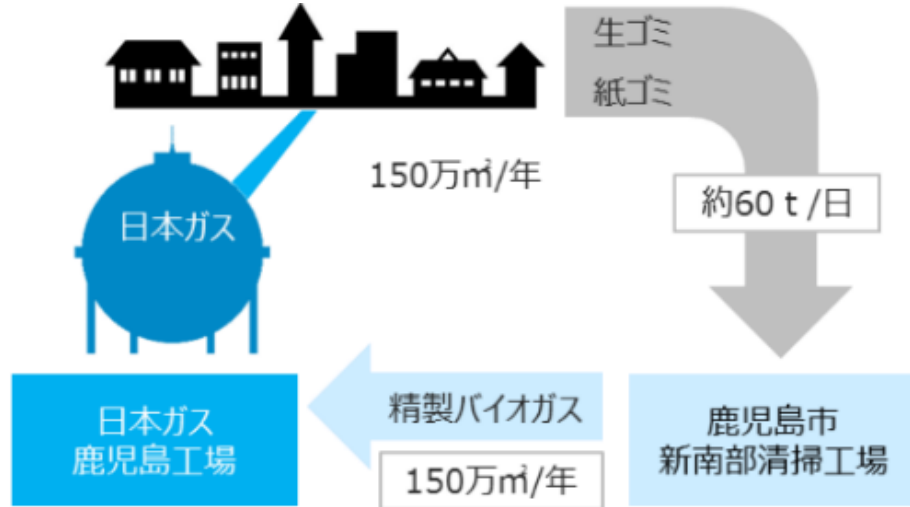 生ゴミ
紙ゴミ
約60ｔ/日
150万㎥/年
日本ガス
日本ガス
鹿児島工場
精製バイオガス
150万㎥/年
鹿児島市
新南部清掃工場